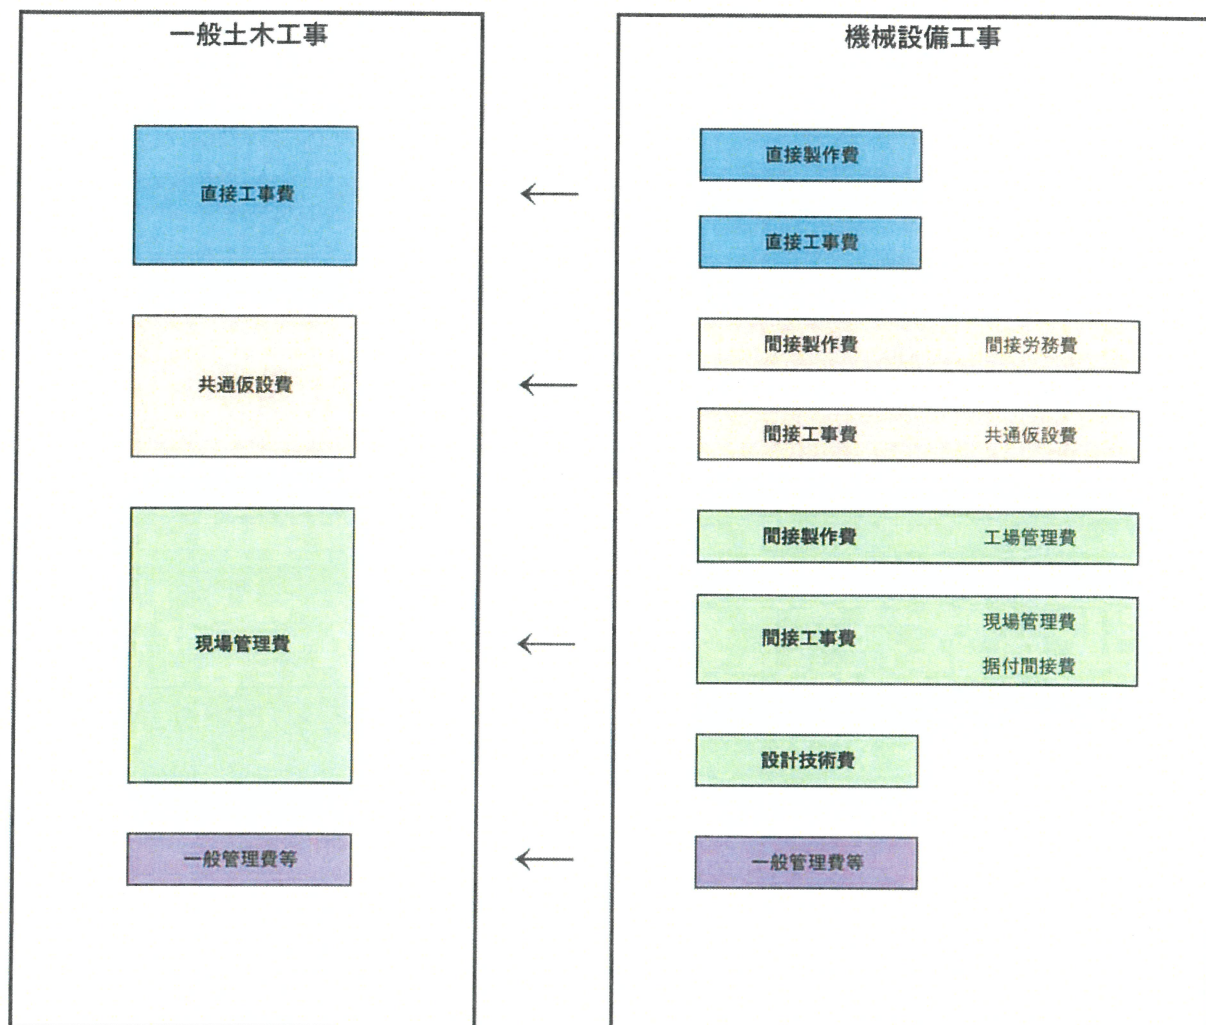 一般土木工事
直接工事費
共通仮設費
現場管理費
一般管理費等
←
←
←
←
機械設備工事
直接製作費
直接工事費
間接製作費 間接労務費
間接工事費 共通仮設費
間接製作費 工場管理費
間接工事費 現場管理費
据付間接費
設計技術費
一般管理費等